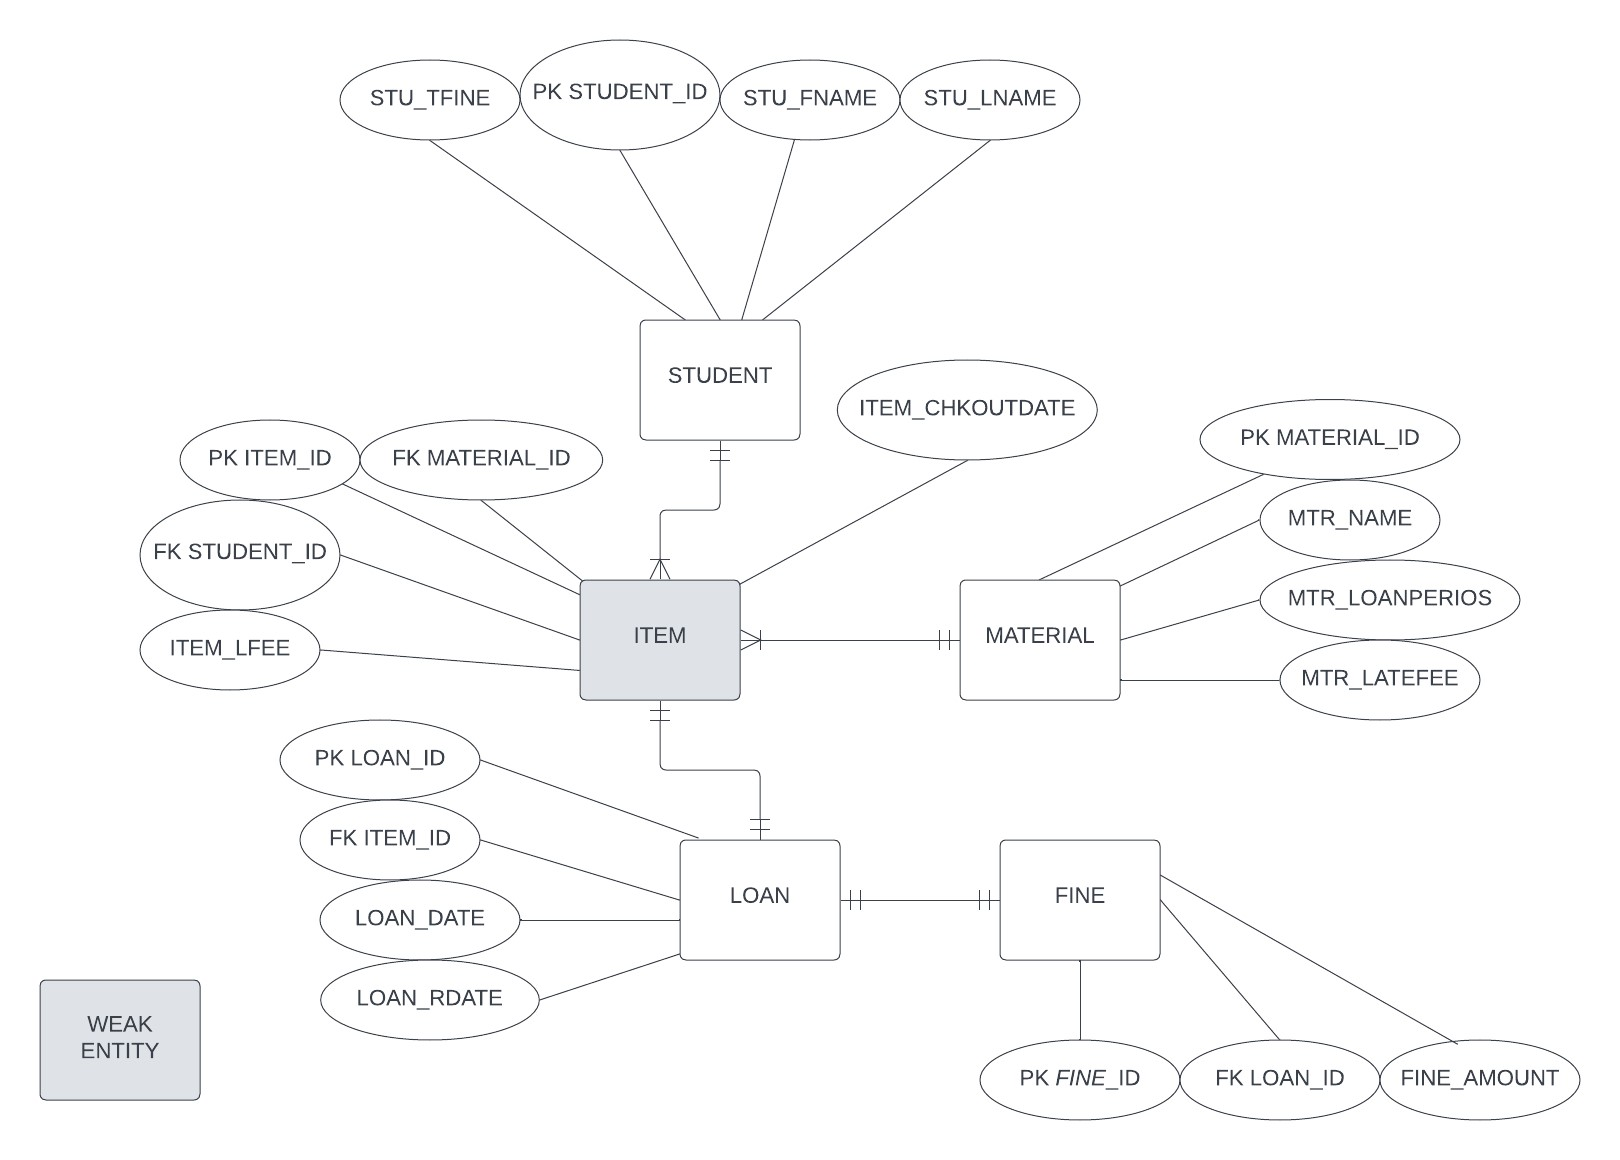 STU_TFINE
PK STUDENT_ID
STU_FNAME
STU_LNAME
STUDENT
ITEM_CHKOUTDATE
PK ITEM_ID
FK MATERIAL_ID
FK STUDENT_ID
ITEM_LFEE
ITEM
MATERIAL
PK MATERIAL_ID
MTR_NAME
MTR_LOANPERIOS
MTR_LATEFEE
PK LOAN_ID
FK ITEM_ID
LOAN_DATE
LOAN_RDATE
LOAN
FINE
PK FINE_ID
FK LOAN_ID
FINE_AMOUNT
WEAK
ENTITY